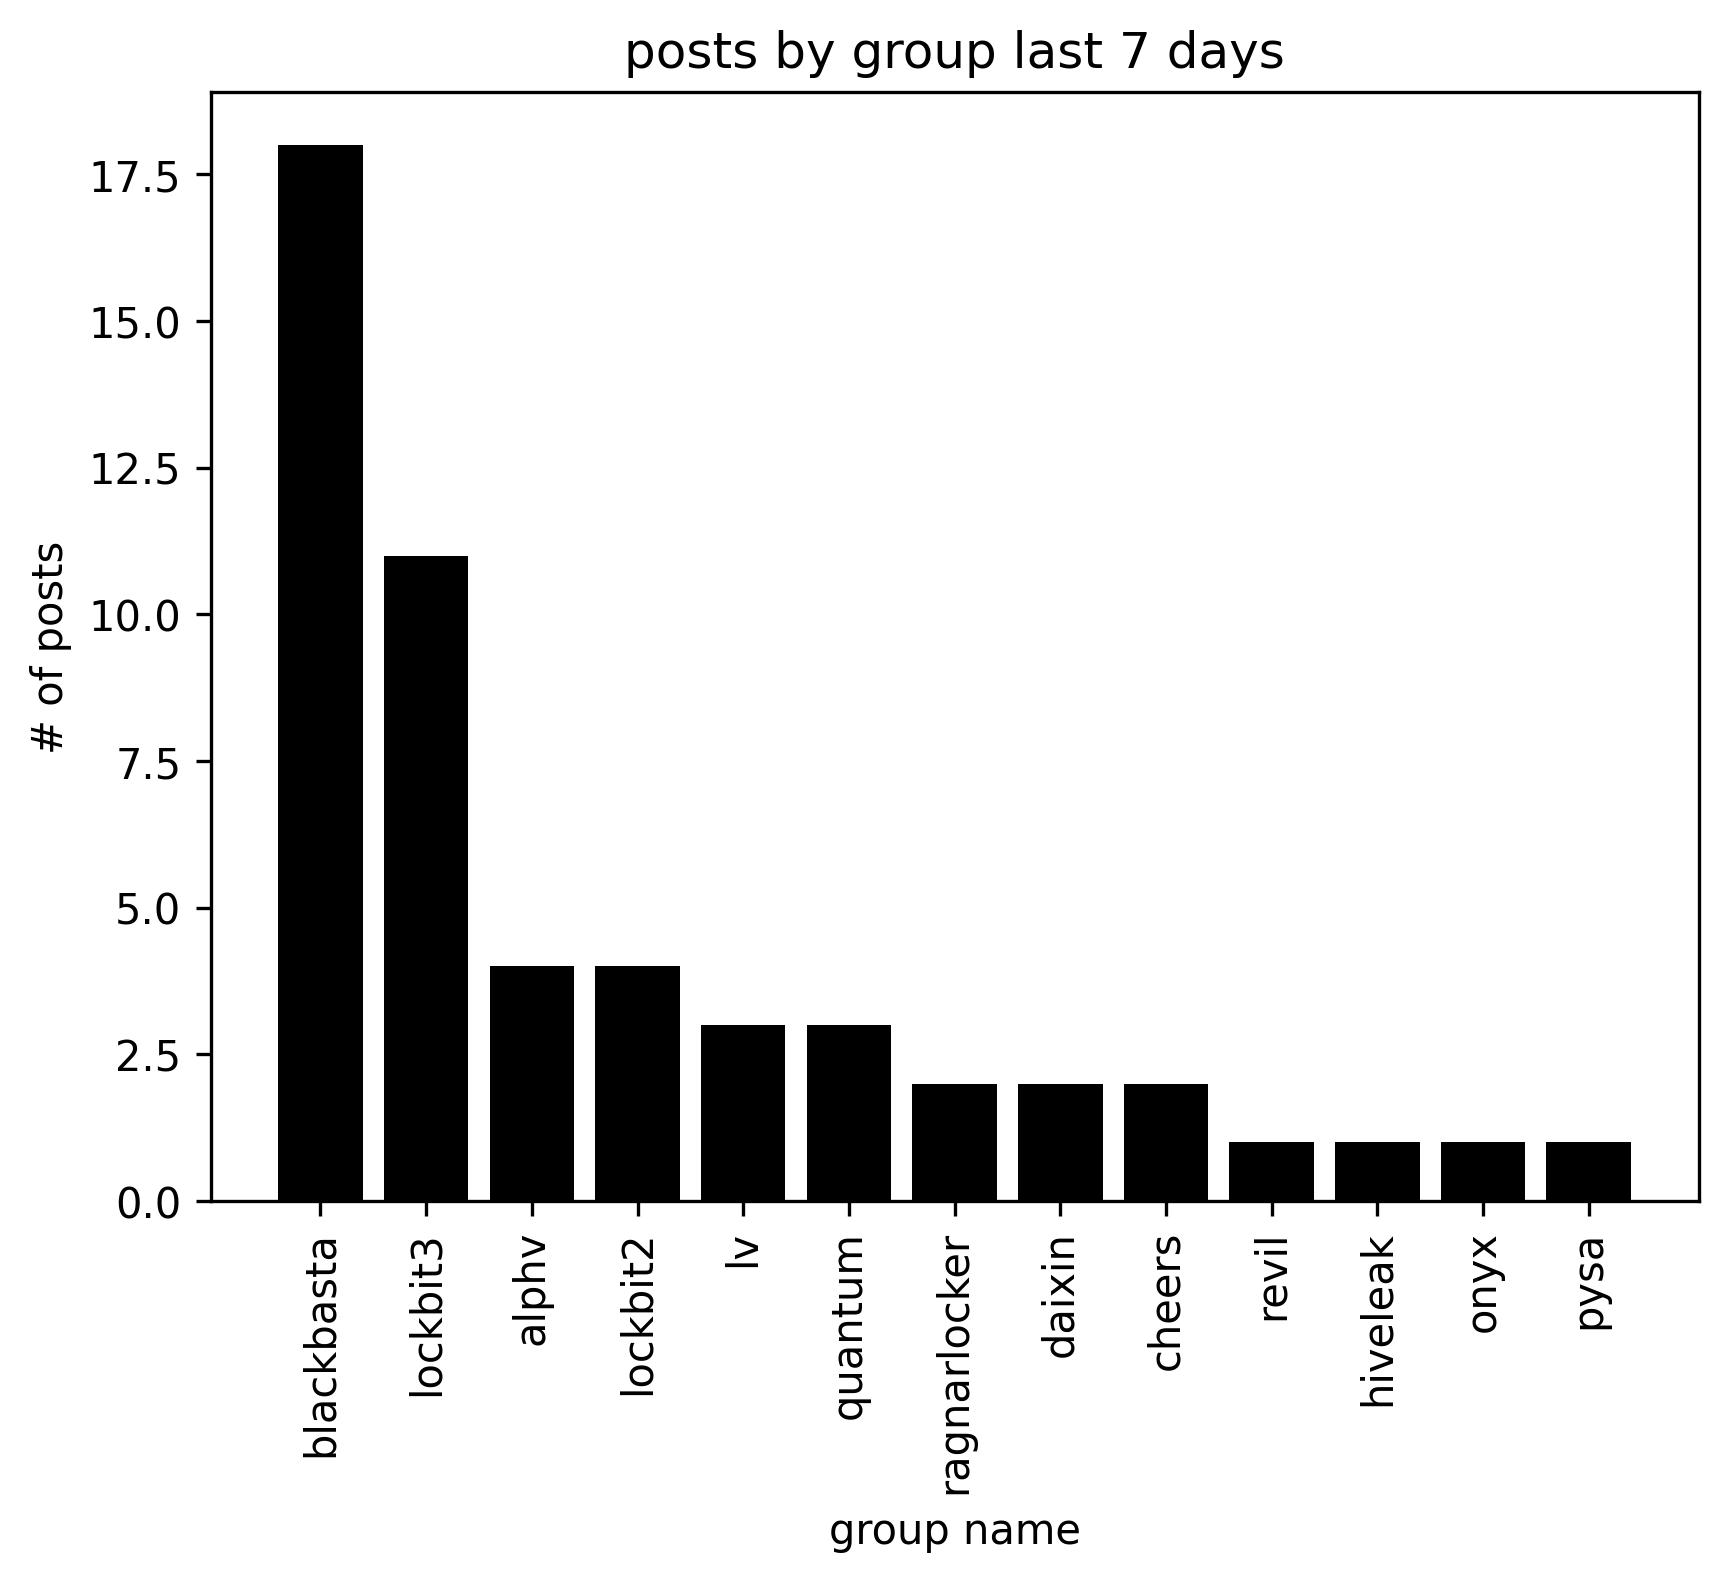 posts by group last 7 days
17.5
15.0
12.5
10.0
7.5
5.0
2.5
0.0
# of posts
blackbasta
lockbit3
alphv
lockbit2
lv
quantum
ragnarlocker
daixin
cheers
revil
hiveleak
onyx
pysa
group name